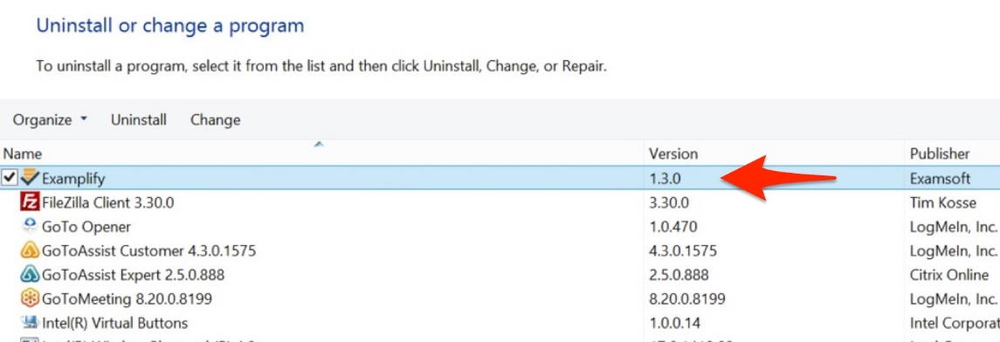 Uninstall or change a program
To uninstall a program, select it from the list and then click Uninstall, Change, or Repair.
Organize Uninstall Change
Name Version Publisher
Examplify 1.3.0 Examsoft
FileZilla Client 3.30.0 3.30.0 Tim Kosse
GoTo Opener 1.0.470 LogMeIn, Inc.
GoToAssist Customer 4.3.0.1575 4.3.0.1575 LogMeIn, Inc.
GoToAssist Expert 2.5.0.888 2.5.0.888 Citrix Online
GoToMeeting 8.20.0.8199 8.20.0.8199 LogMeIn, Inc.
Intel(R) Virtual Buttons 1.0.0.14 Intel Corporat